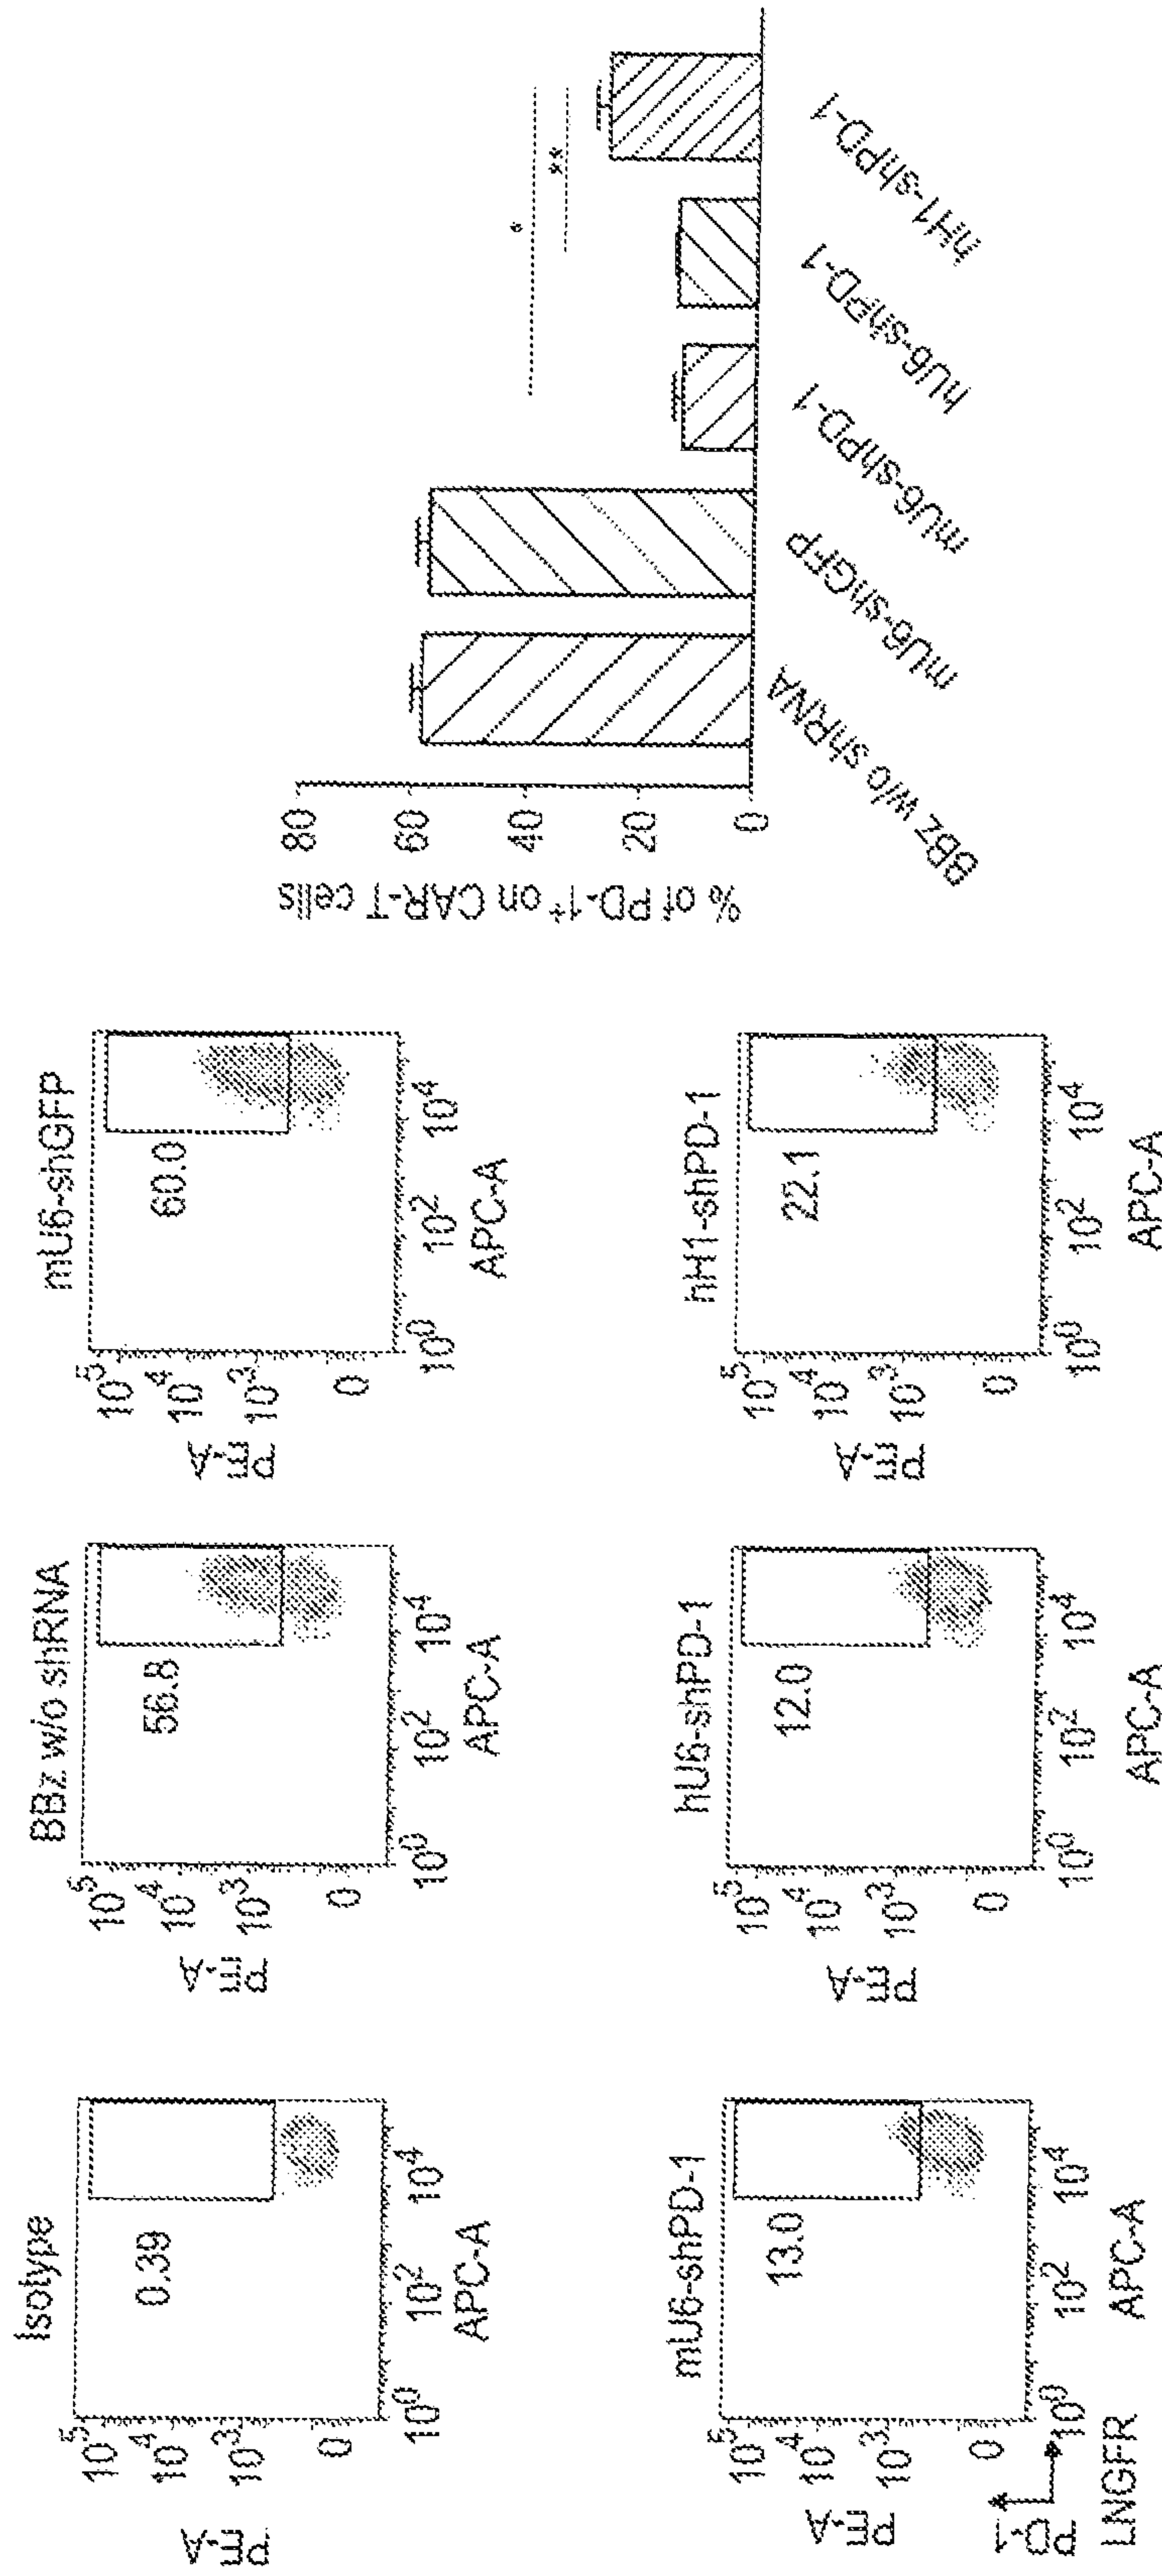 Isotype
PE-A
10^5
10^4
10^3
0
0.39
10^0
10^2
10^4
APC-A
BBz w/o shRNA
PE-A
10^5
10^4
10^3
0
56.8
10^0
10^2
10^4
APC-A
mU6-shGFP
PE-A
10^5
10^4
10^3
0
60.0
10^0
10^2
10^4
APC-A
mU6-shPD-1
PE-A
10^5
10^4
10^3
0
13.0
10^0
10^2
10^4
APC-A
PD-1
LNGFR
hU6-shPD-1
PE-A
10^5
10^4
10^3
0
12.0
10^0
10^2
10^4
APC-A
hH1-shPD-1
PE-A
10^5
10^4
10^3
0
22.1
10^0
10^2
10^4
APC-A
% of PD-1+ on CAR-T cells
80
60
40
20
0
*
**
BBz w/o shRNA
mU6-shGFP
mU6-shPD-1
hU6-shPD-1
hH1-shPD-1